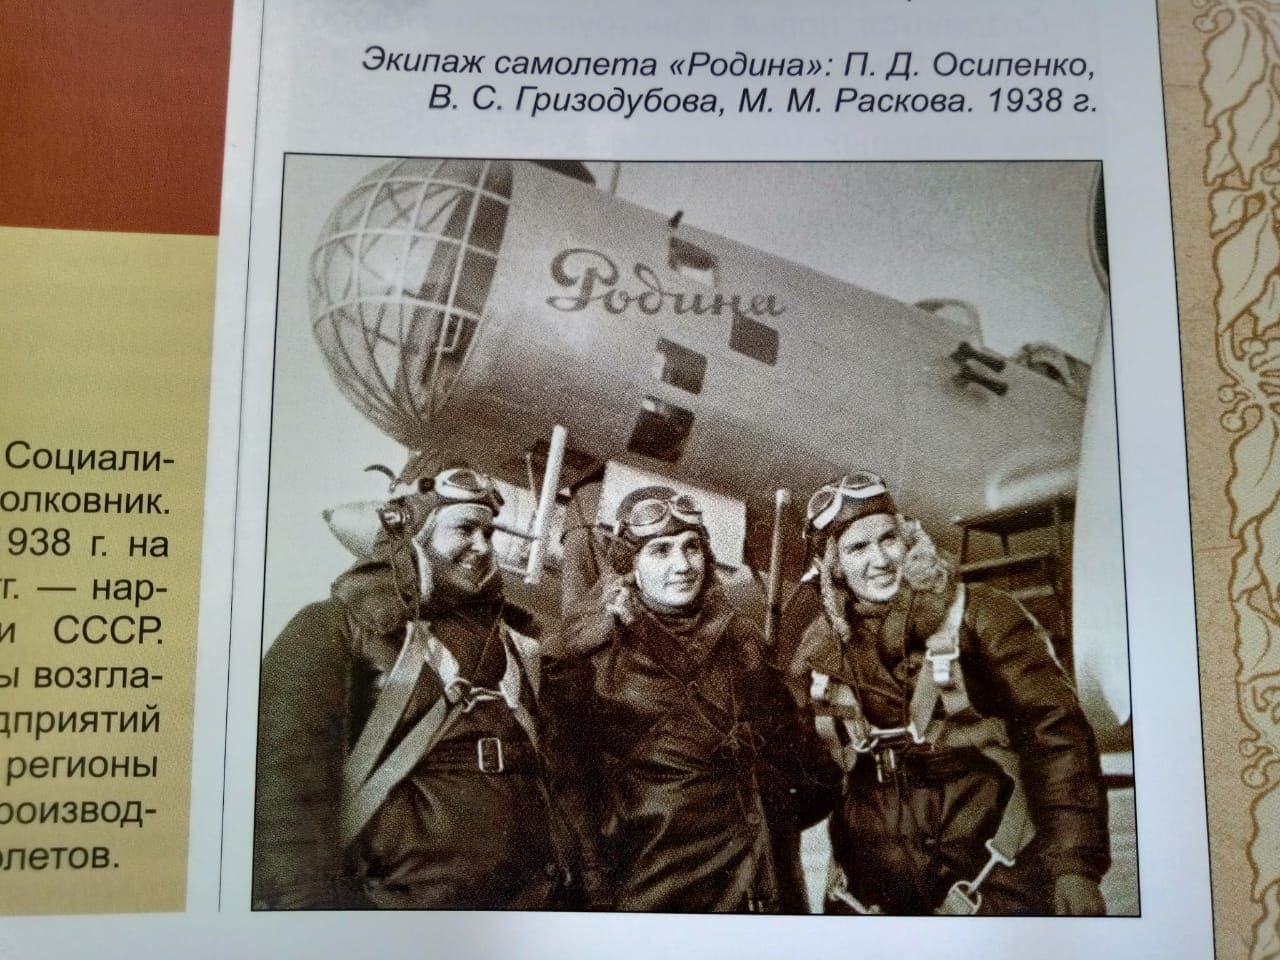 Экипаж самолета «Родина»: П. Д. Осипенко,
В. С. Гризодубова, М. М. Раскова. 1938 г.
Родина
Социали-
олковник.
938 г. на
гг. — нар-
и СССР.
ы возгла-
дприятий
регионы
роизвод-
олетов.